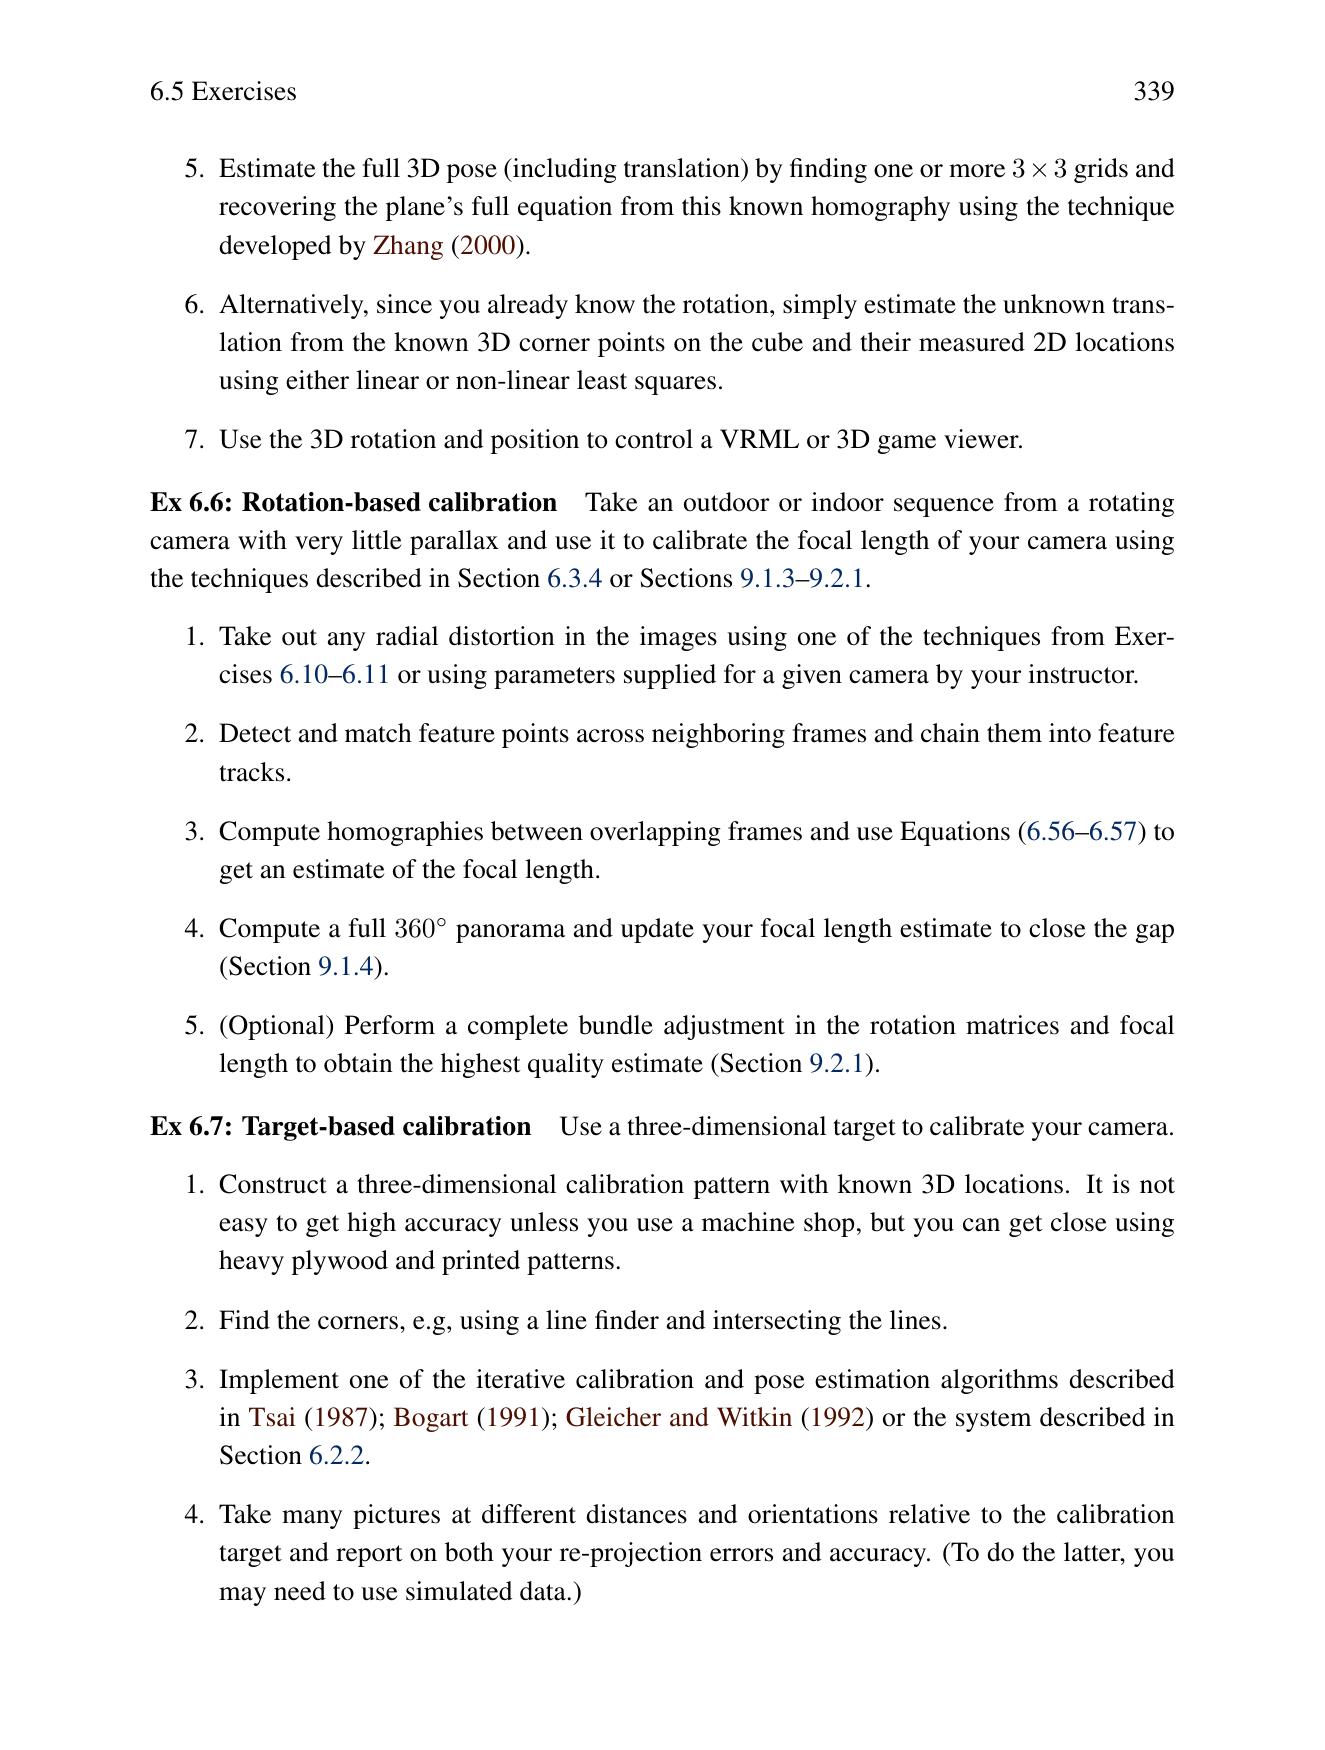 6.5 Exercises 339
5. Estimate the full 3D pose (including translation) by finding one or more 3 × 3 grids and
recovering the plane's full equation from this known homography using the technique
developed by Zhang (2000).
6. Alternatively, since you already know the rotation, simply estimate the unknown trans-
lation from the known 3D corner points on the cube and their measured 2D locations
using either linear or non-linear least squares.
7. Use the 3D rotation and position to control a VRML or 3D game viewer.
Ex 6.6: Rotation-based calibration Take an outdoor or indoor sequence from a rotating
camera with very little parallax and use it to calibrate the focal length of your camera using
the techniques described in Section 6.3.4 or Sections 9.1.3–9.2.1.
1. Take out any radial distortion in the images using one of the techniques from Exer-
cises 6.10–6.11 or using parameters supplied for a given camera by your instructor.
2. Detect and match feature points across neighboring frames and chain them into feature
tracks.
3. Compute homographies between overlapping frames and use Equations (6.56–6.57) to
get an estimate of the focal length.
4. Compute a full 360° panorama and update your focal length estimate to close the gap
(Section 9.1.4).
5. (Optional) Perform a complete bundle adjustment in the rotation matrices and focal
length to obtain the highest quality estimate (Section 9.2.1).
Ex 6.7: Target-based calibration Use a three-dimensional target to calibrate your camera.
1. Construct a three-dimensional calibration pattern with known 3D locations. It is not
easy to get high accuracy unless you use a machine shop, but you can get close using
heavy plywood and printed patterns.
2. Find the corners, e.g, using a line finder and intersecting the lines.
3. Implement one of the iterative calibration and pose estimation algorithms described
in Tsai (1987); Bogart (1991); Gleicher and Witkin (1992) or the system described in
Section 6.2.2.
4. Take many pictures at different distances and orientations relative to the calibration
target and report on both your re-projection errors and accuracy. (To do the latter, you
may need to use simulated data.)